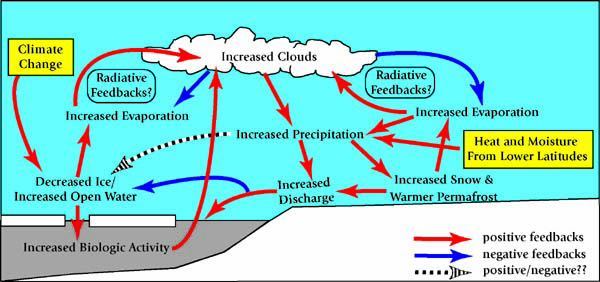 Climate
Change
Increased Clouds
Radiative
Feedbacks?
Radiative
Feedbacks?
Increased Evaporation
Increased Evaporation
Increased Precipitation
Heat and Moisture
From Lower Latitudes
Decreased Ice/
Increased Open Water
Increased
Discharge
Increased Snow &
Warmer Permafrost
Increased Biologic Activity
positive feedbacks
negative feedbacks
positive/negative??